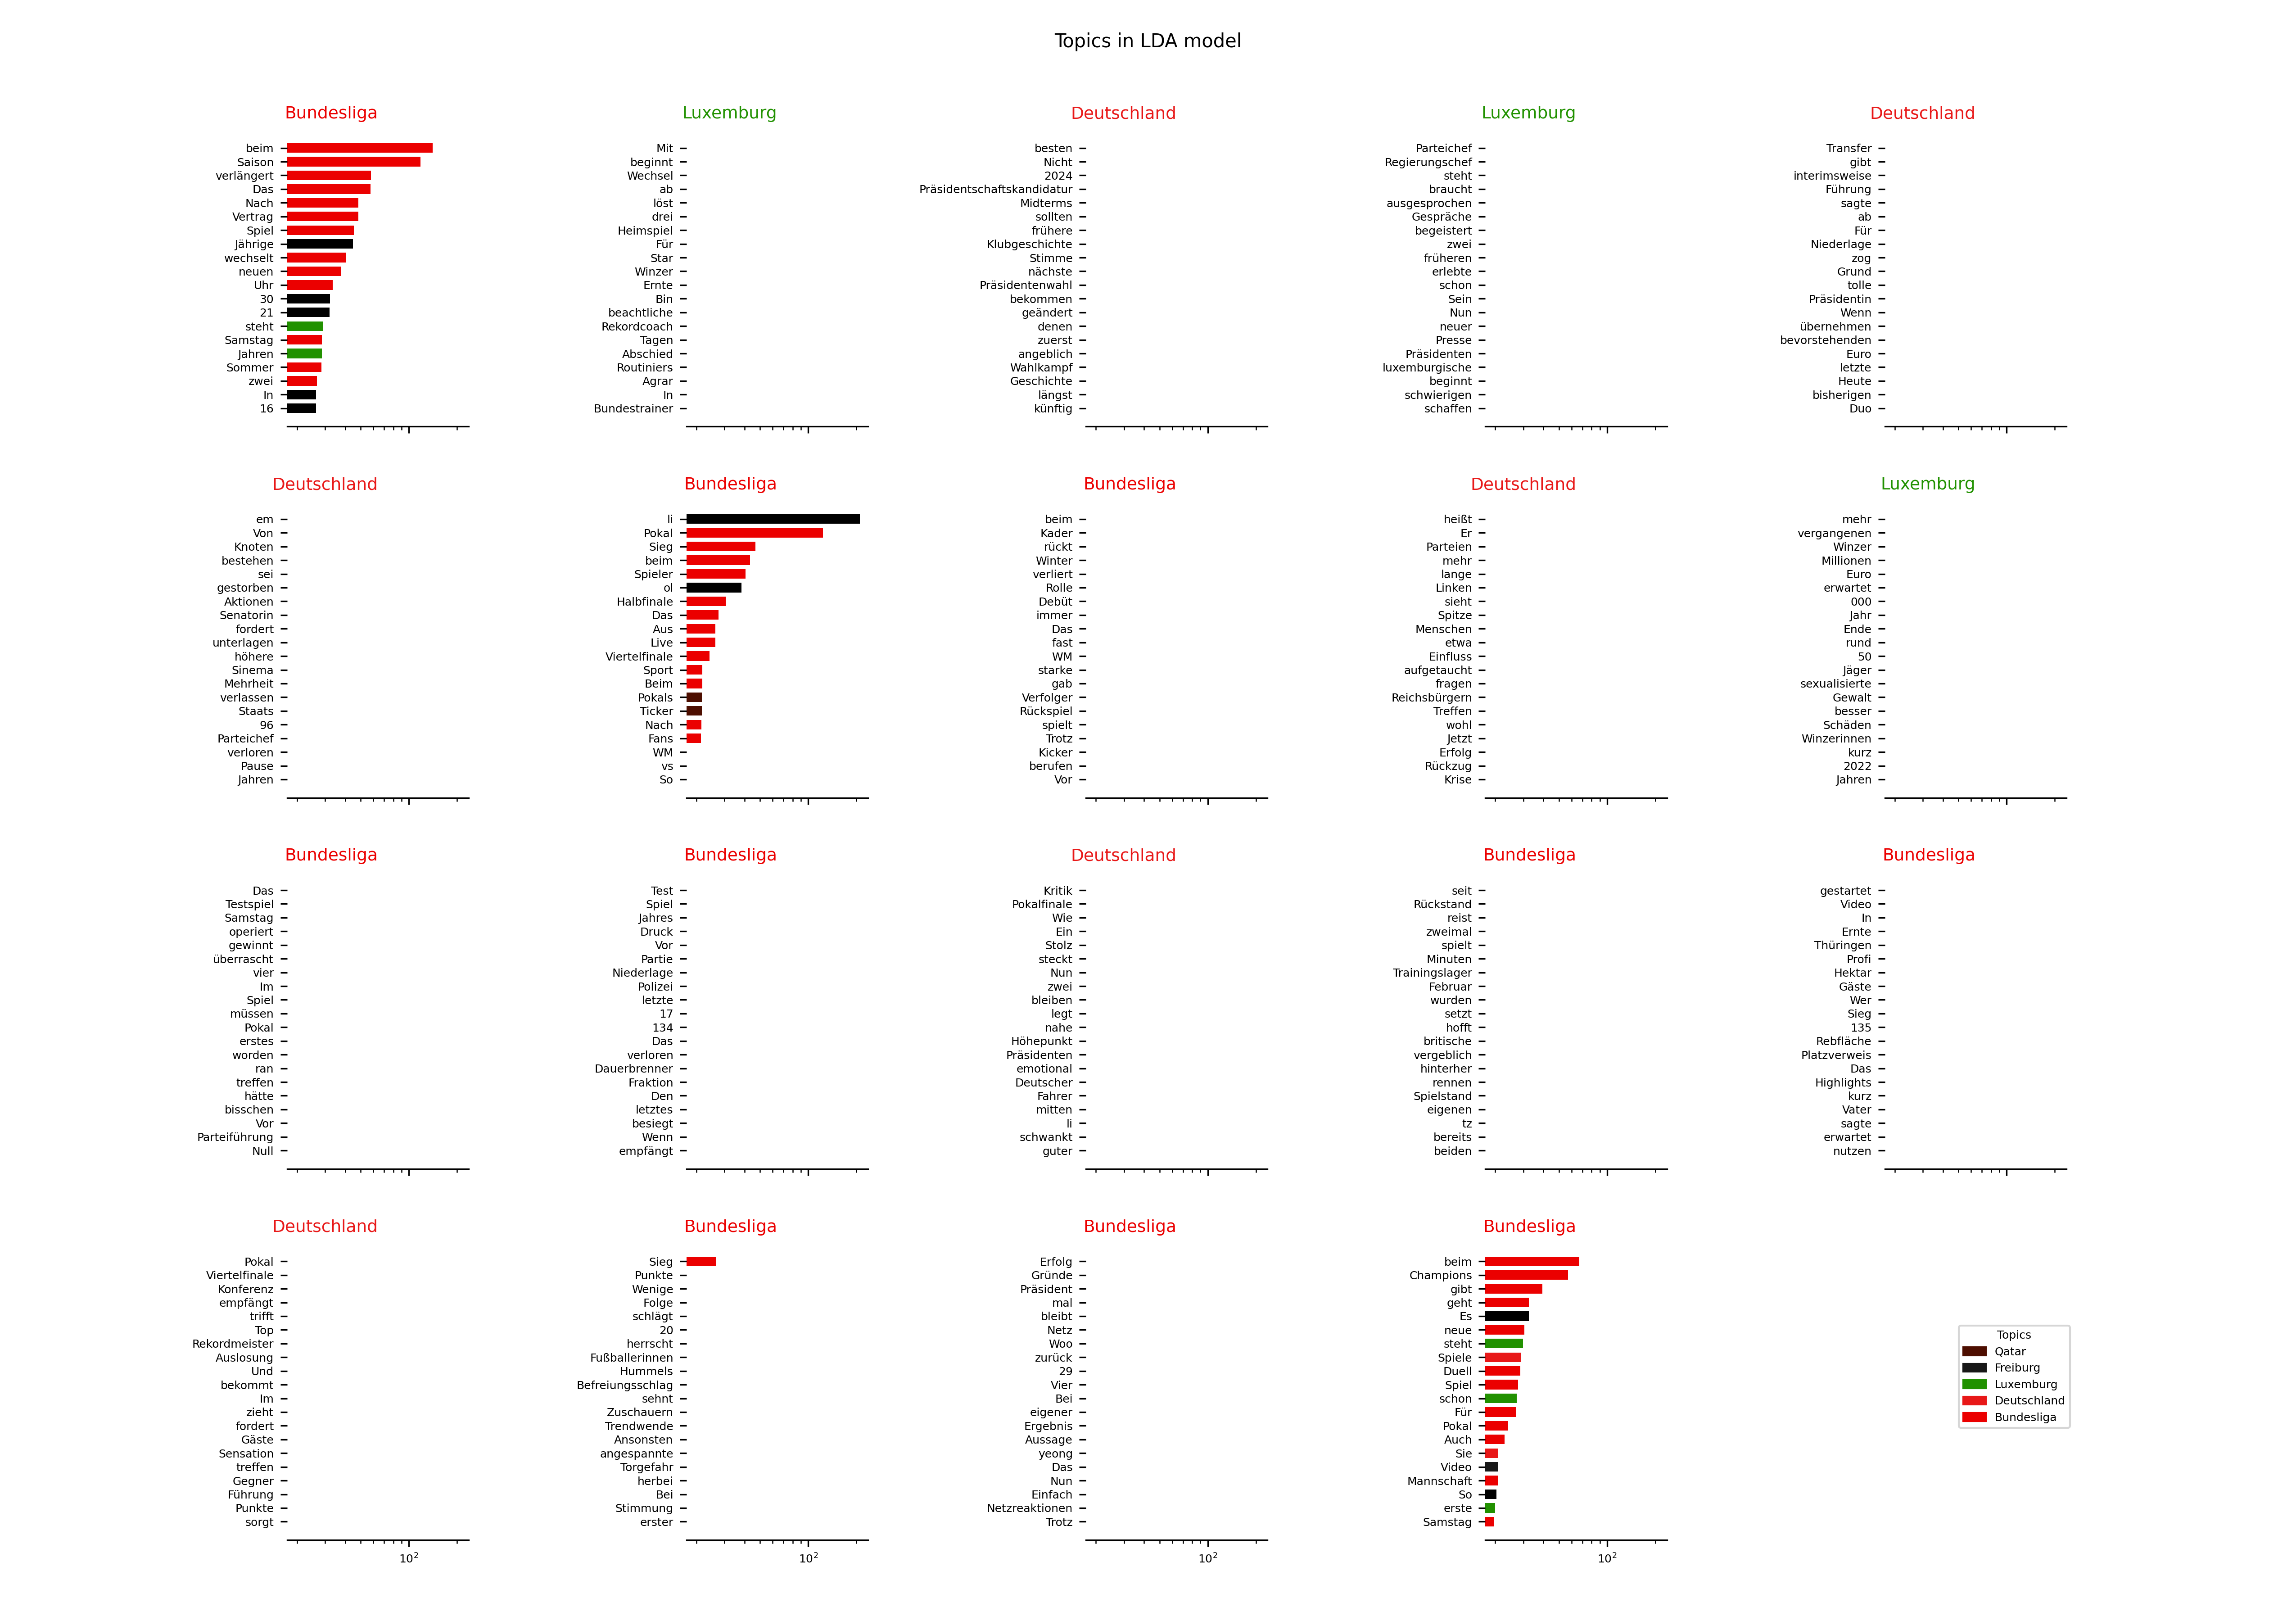 Topics in LDA model
Bundesliga
beim
Saison
verlängert
Das
Nach
Vertrag
Spiel
Jährige
wechselt
neuen
Uhr
30
21
steht
Samstag
Jahren
Sommer
zwei
In
16
Luxemburg
Mit
beginnt
Wechsel
ab
löst
drei
Heimspiel
Für
Star
Winzer
Ernte
Bin
beachtliche
Rekordcoach
Tagen
Abschied
Routiniers
Agrar
In
Bundestrainer
Deutschland
besten
Nicht
2024
Präsidentschaftskandidatur
Midterms
sollten
frühere
Klubgeschichte
Stimme
nächste
Präsidentenwahl
bekommen
geändert
denen
zuerst
angeblich
Wahlkampf
Geschichte
längst
künftig
Luxemburg
Parteichef
Regierungschef
steht
braucht
ausgesprochen
Gespräche
begeistert
zwei
früheren
erlebte
schon
Sein
Nun
neuer
Presse
Präsidenten
luxemburgische
beginnt
schwierigen
schaffen
Deutschland
Transfer
gibt
interimsweise
Führung
sagte
ab
Für
Niederlage
zog
Grund
tolle
Präsidentin
Wenn
übernehmen
bevorstehenden
Euro
letzte
Heute
bisherigen
Duo
Deutschland
em
Von
Knoten
bestehen
sei
gestorben
Aktionen
Senatorin
fordert
unterlagen
höhere
Sinema
Mehrheit
verlassen
Staats
96
Parteichef
verloren
Pause
Jahren
Bundesliga
li
Pokal
Sieg
beim
Spieler
ol
Halbfinale
Das
Aus
Live
Viertelfinale
Sport
Beim
Pokals
Ticker
Nach
Fans
WM
vs
So
Bundesliga
beim
Kader
rückt
Winter
verliert
Rolle
Debüt
immer
Das
fast
WM
starke
gab
Verfolger
Rückspiel
spielt
Trotz
Kicker
berufen
Vor
Deutschland
heißt
Er
Parteien
mehr
lange
Linken
sieht
Spitze
Menschen
etwa
Einfluss
aufgetaucht
fragen
Reichsbürgern
Treffen
wohl
Jetzt
Erfolg
Rückzug
Krise
Luxemburg
mehr
vergangenen
Winzer
Millionen
Euro
erwartet
000
Jahr
Ende
rund
50
Jäger
sexualisierte
Gewalt
besser
Schäden
Winzerinnen
kurz
2022
Jahren
Bundesliga
Das
Testspiel
Samstag
operiert
gewinnt
überrascht
vier
Im
Spiel
müssen
Pokal
erstes
worden
ran
treffen
hätte
bisschen
Vor
Parteiführung
Null
Bundesliga
Test
Spiel
Jahres
Druck
Vor
Partie
Niederlage
Polizei
letzte
17
134
Das
verloren
Dauerbrenner
Fraktion
Den
letztes
besiegt
Wenn
empfängt
Deutschland
Kritik
Pokalfinale
Wie
Ein
Stolz
steckt
Nun
zwei
bleiben
legt
nahe
Höhepunkt
Präsidenten
emotional
Deutscher
Fahrer
mitten
li
schwankt
guter
Bundesliga
seit
Rückstand
reist
zweimal
spielt
Minuten
Trainingslager
Februar
wurden
setzt
hofft
britische
vergeblich
hinterher
rennen
Spielstand
eigenen
tz
bereits
beiden
Bundesliga
gestartet
Video
In
Ernte
Thüringen
Profi
Hektar
Gäste
Wer
Sieg
135
Rebfläche
Platzverweis
Das
Highlights
kurz
Vater
sagte
erwartet
nutzen
Deutschland
Pokal
Viertelfinale
Konferenz
empfängt
trifft
Top
Rekordmeister
Auslosung
Und
bekommt
Im
zieht
fordert
Gäste
Sensation
treffen
Gegner
Führung
Punkte
sorgt
10²
Bundesliga
Sieg
Punkte
Wenige
Folge
schlägt
20
herrscht
Fußballerinnen
Hummels
Befreiungsschlag
sehnt
Zuschauern
Trendwende
Ansonsten
angespannte
Torgefahr
herbei
Bei
Stimmung
erster
10²
Bundesliga
Erfolg
Gründe
Präsident
mal
bleibt
Netz
Woo
zurück
29
Vier
Bei
eigener
Ergebnis
Aussage
yeong
Das
Nun
Einfach
Netzreaktionen
Trotz
10²
Bundesliga
beim
Champions
gibt
geht
Es
neue
steht
Spiele
Duell
Spiel
schon
Für
Pokal
Auch
Sie
Video
Mannschaft
So
erste
Samstag
10²
Topics
Qatar
Freiburg
Luxemburg
Deutschland
Bundesliga